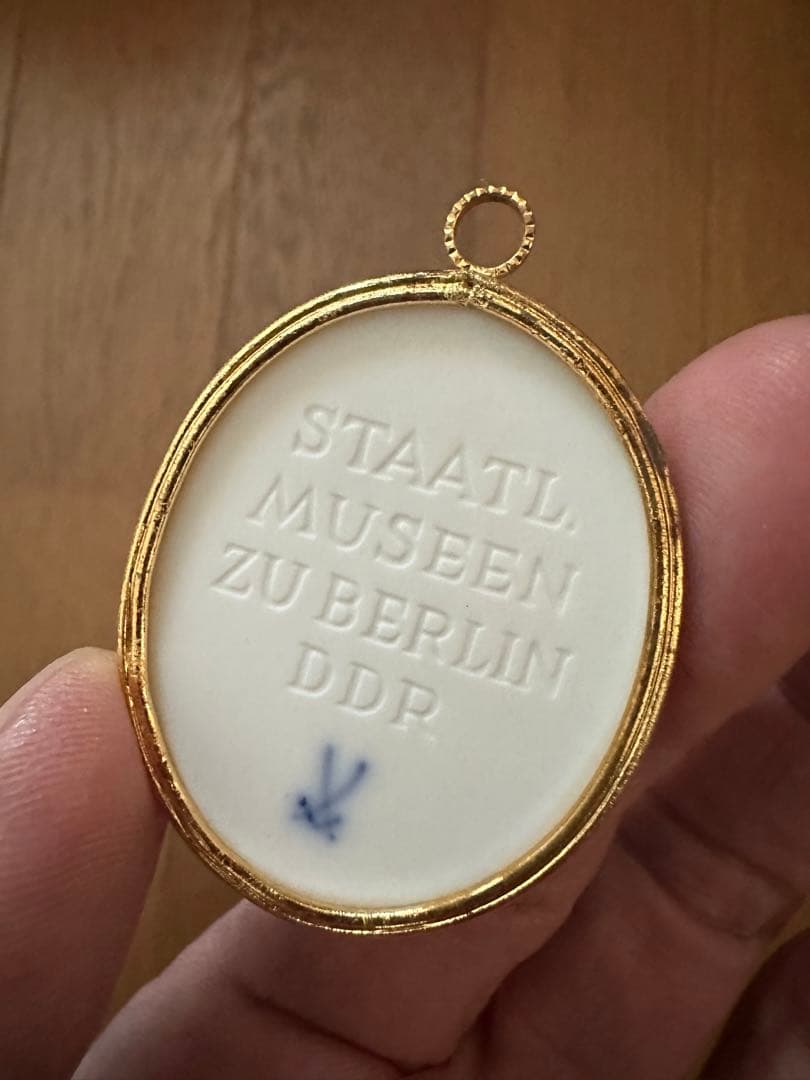 STAATL.
MUSEEN
ZU BERLIN
DDR